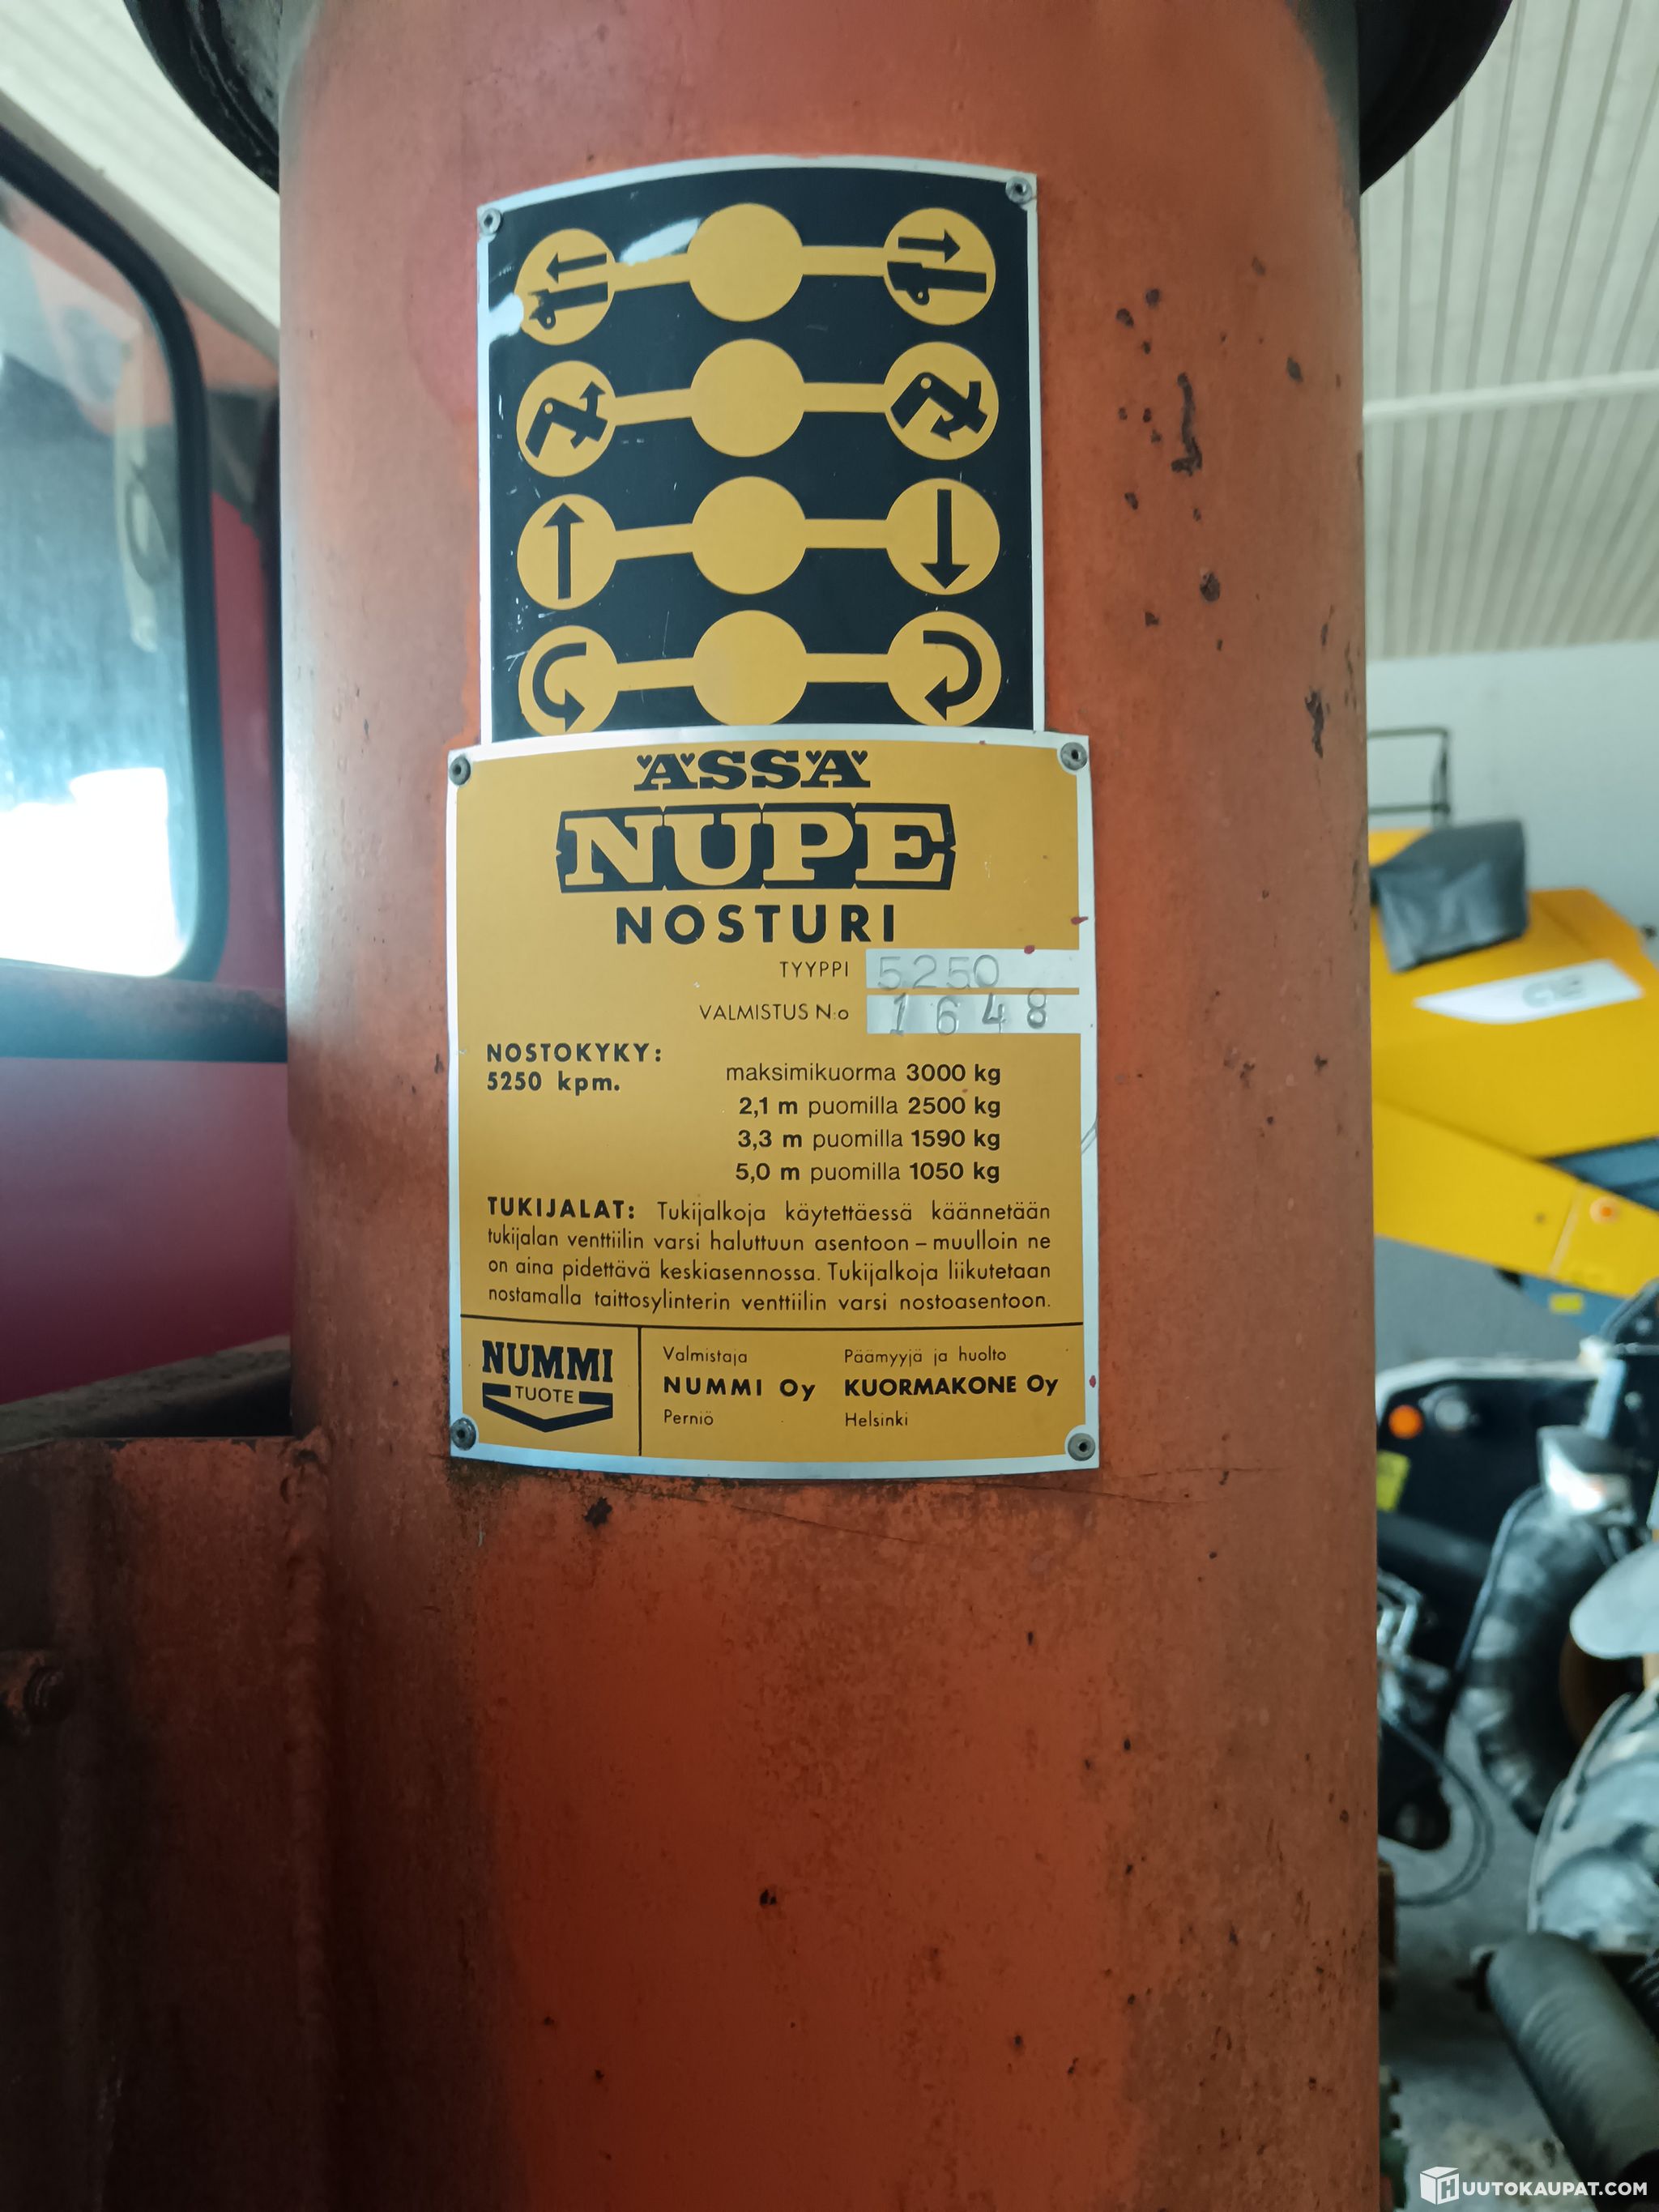 ÄSSÄ
NUPE
NOSTURI
TYYPPI 5250
VALMISTUS N:o 1648
NOSTOKYKY:
5250 kpm.
maksimikuorma 3000 kg
2,1 m puomilla 2500 kg
3,3 m puomilla 1590 kg
5,0 m puomilla 1050 kg
TUKIJALAT: Tukijalkoja käytettäessä käännetään
tukijalan venttiilin varsi haluttuun asentoon – muulloin ne
on aina pidettävä keskiasennossa. Tukijalkoja liikutetaan
nostamalla taittosylinterin venttiilin varsi nostoasentoon.
NUMMI
TUOTE
Valmistaja
NUMMI Oy
Perniö
Päämyyjä ja huolto
KUORMAKONE Oy
Helsinki
HUUTOKAUPAT.COM